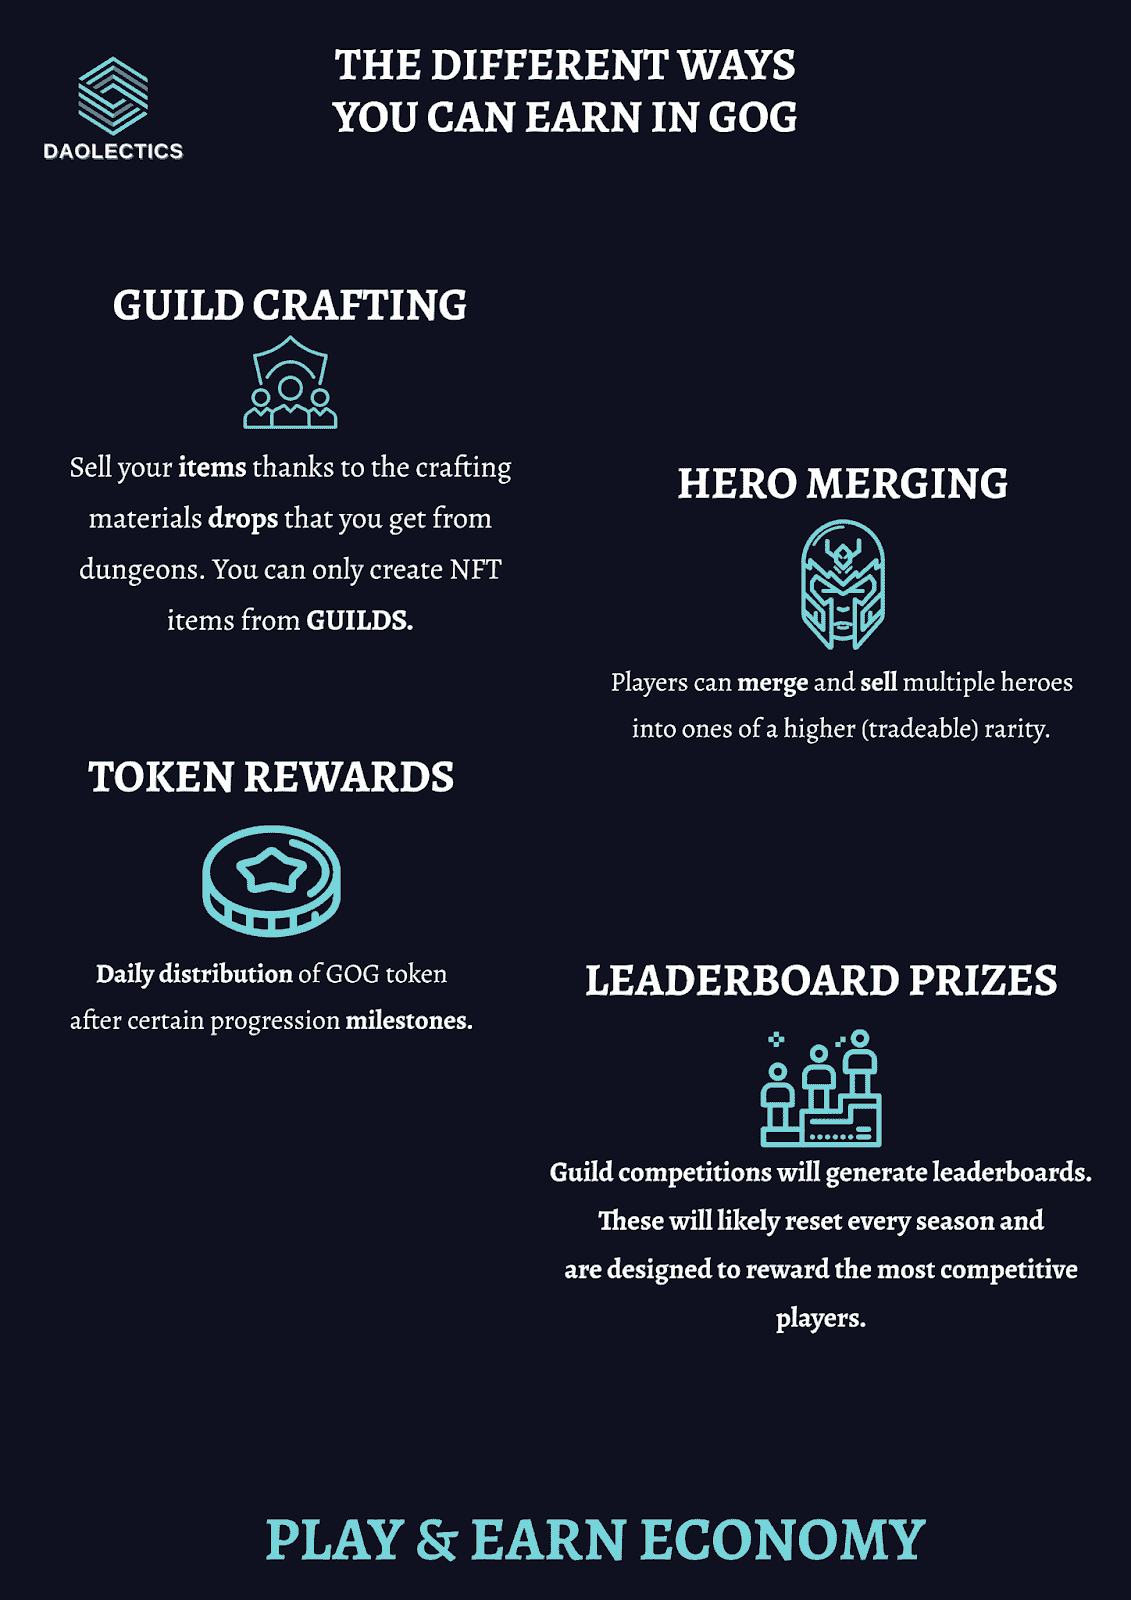 DAOLECTICS
THE DIFFERENT WAYS
YOU CAN EARN IN GOG
GUILD CRAFTING
Sell your items thanks to the crafting
materials drops that you get from
dungeons. You can only create NFT
items from GUILDS.
HERO MERGING
Players can merge and sell multiple heroes
into ones of a higher (tradeable) rarity.
TOKEN REWARDS
Daily distribution of GOG token
after certain progression milestones.
LEADERBOARD PRIZES
Guild competitions will generate leaderboards.
These will likely reset every season and
are designed to reward the most competitive
players.
PLAY & EARN ECONOMY